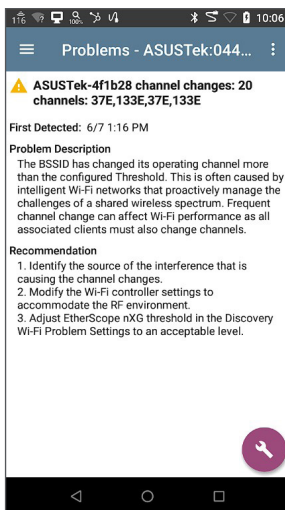 116 100% 10:06
Problems - ASUSTek:044...
ASUSTek-4f1b28 channel changes: 20
channels: 37E,133E,37E,133E
First Detected: 6/7 1:16 PM
Problem Description
The BSSID has changed its operating channel more
than the configured Threshold. This is often caused by
intelligent Wi-Fi networks that proactively manage the
challenges of a shared wireless spectrum. Frequent
channel change can affect Wi-Fi performance as all
associated clients must also change channels.
Recommendation
1. Identify the source of the interference that is
causing the channel changes.
2. Modify the Wi-Fi controller settings to
accommodate the RF environment.
3. Adjust EtherScope nXG threshold in the Discovery
Wi-Fi Problem Settings to an acceptable level.